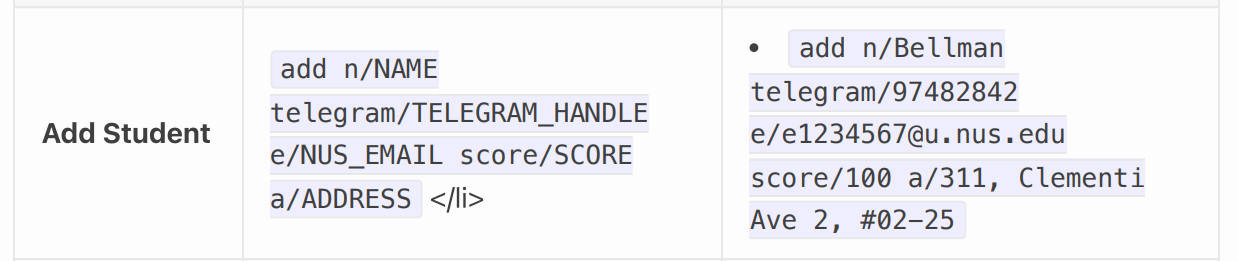 Add Student
add n/NAME
telegram/TELEGRAM_HANDLE
e/NUS_EMAIL score/SCORE
a/ADDRESS </li>
• add n/Bellman
telegram/97482842
e/e1234567@u.nus.edu
score/100 a/311, Clementi
Ave 2, #02-25